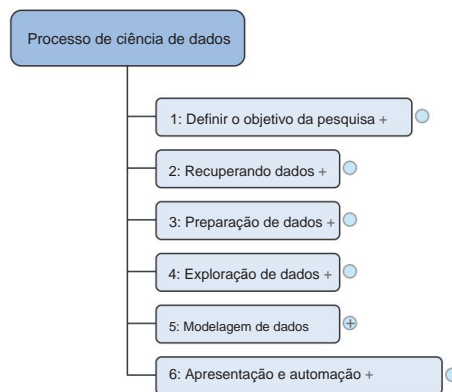 Processo de ciência de dados
1: Definir o objetivo da pesquisa +
2: Recuperando dados +
3: Preparação de dados +
4: Exploração de dados +
5: Modelagem de dados +
6: Apresentação e automação +